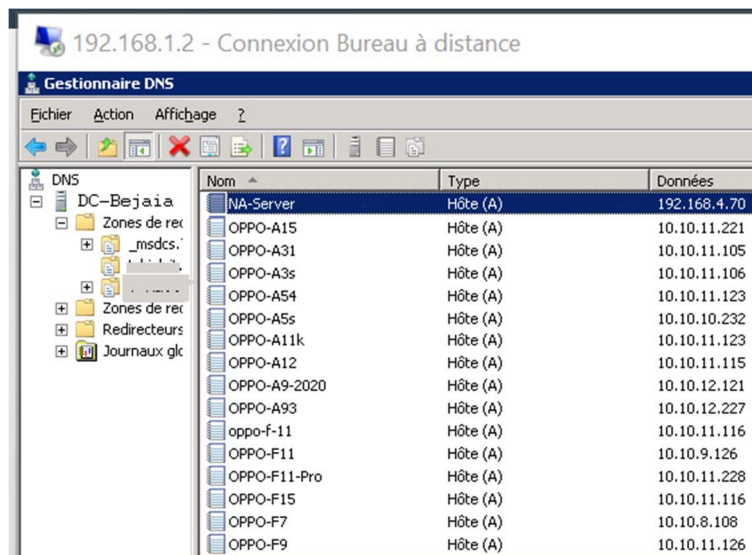 192.168.1.2 - Connexion Bureau à distance
Gestionnaire DNS
Fichier Action Affichage ?
DNS
DC-Bejaia
Zones de rec
_msdcs.
Zones de rec
Redirecteurs
Journaux glo
Nom Type Données
NA-Server Hôte (A) 192.168.4.70
OPPO-A15 Hôte (A) 10.10.11.221
OPPO-A31 Hôte (A) 10.10.11.105
OPPO-A3s Hôte (A) 10.10.11.106
OPPO-A54 Hôte (A) 10.10.11.123
OPPO-A5s Hôte (A) 10.10.10.232
OPPO-A11k Hôte (A) 10.10.11.123
OPPO-A12 Hôte (A) 10.10.11.115
OPPO-A9-2020 Hôte (A) 10.10.12.121
OPPO-A93 Hôte (A) 10.10.12.227
oppo-f-11 Hôte (A) 10.10.11.116
OPPO-F11 Hôte (A) 10.10.9.126
OPPO-F11-Pro Hôte (A) 10.10.11.228
OPPO-F15 Hôte (A) 10.10.11.116
OPPO-F7 Hôte (A) 10.10.8.108
OPPO-F9 Hôte (A) 10.10.11.126